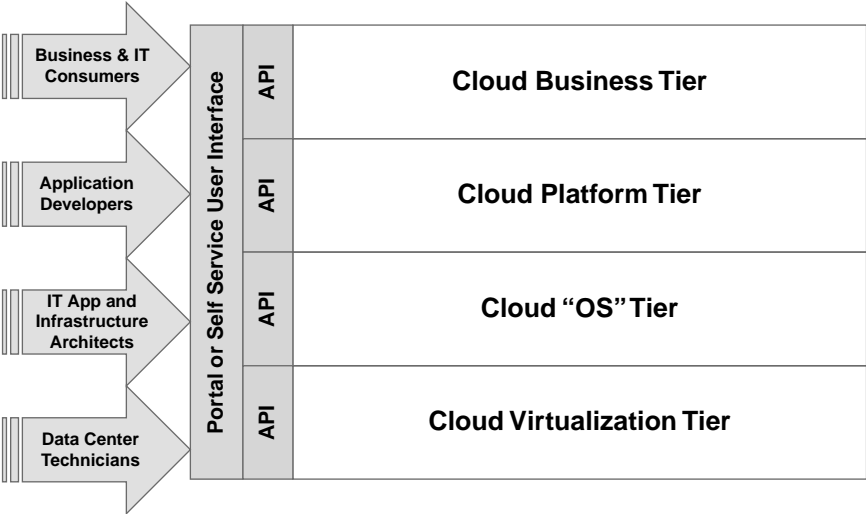 Business & IT
Consumers
Application
Developers
IT App and
Infrastructure
Architects
Data Center
Technicians
Portal or Self Service User Interface
API
Cloud Business Tier
API
Cloud Platform Tier
API
Cloud “OS” Tier
API
Cloud Virtualization Tier